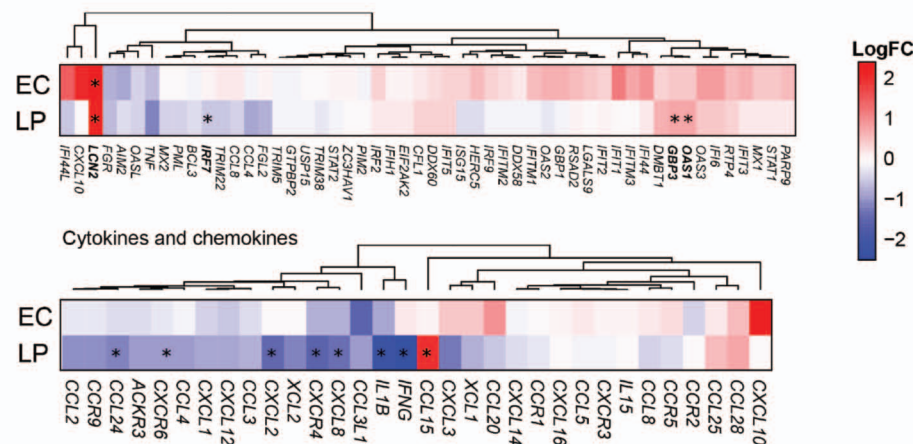 LogFC
EC
LP
2
1
0
−1
−2
IFI44L
CXCL10
LCN2
FGR
AIM2
OASL
TNF
MX2
PML
BCL3
IRF7
TRIM22
CCL8
CCL4
FGL2
TRIM5
GTPBP2
USP15
TRIM38
STAT2
ZC3HAV1
PIM2
IRF2
IFIH1
EIF2AK2
CFL1
DDX60
IFIT5
ISG15
HERC5
IRF9
IFITM2
DDX58
IFITM1
OAS2
GBP1
RSAD2
LGALS9
IFIT2
IFIT1
IFITM3
IFI44
DMBT1
GBP3
OAS1
OAS3
IFI6
RTP4
IFIT3
MX1
STAT1
PARP9
Cytokines and chemokines
EC
LP
CCL2
CCR9
CCL24
ACKR3
CXCR6
CCL4
CXCL1
CXCL12
CCL3
CXCL2
XCL2
CXCR4
CXCL8
CCL3L1
IL1B
IFNG
CCL15
CXCL3
XCL1
CCL20
CXCL14
CCR1
CXCL16
CCL5
CXCR3
IL15
CCL8
CCR5
CCR2
CCL25
CCL28
CXCL10